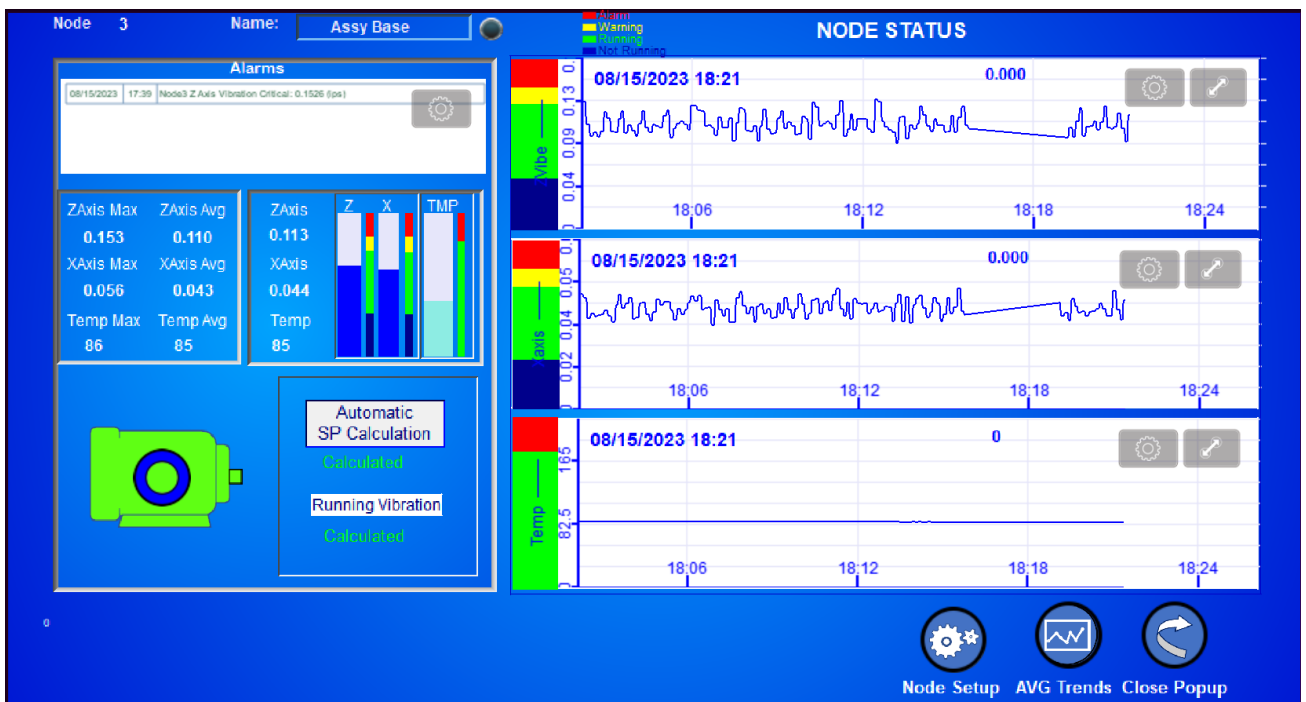 Node 3 Name: Assy Base
Alarm
Warning
Running
Not Running
NODE STATUS
Alarms
08/15/2023 17:39 Node3 Z Axis Vibration Critical: 0.1526 (ips)
ZAxis Max ZAxis Avg
0.153 0.110
XAxis Max XAxis Avg
0.056 0.043
Temp Max Temp Avg
86 85
ZAxis
0.113
XAxis
0.044
Temp
85
Z X TMP
Automatic
SP Calculation
Calculated
Running Vibration
Calculated
08/15/2023 18:21 0.000
ZVibe
0 0.04 0.09 0.13 0.
18:06 18:12 18:18 18:24
08/15/2023 18:21 0.000
Xaxis
0 0.02 0.04 0.05 0.
18:06 18:12 18:18 18:24
08/15/2023 18:21 0
Temp
0 82.5 165
18:06 18:12 18:18 18:24
0
Node Setup AVG Trends Close Popup